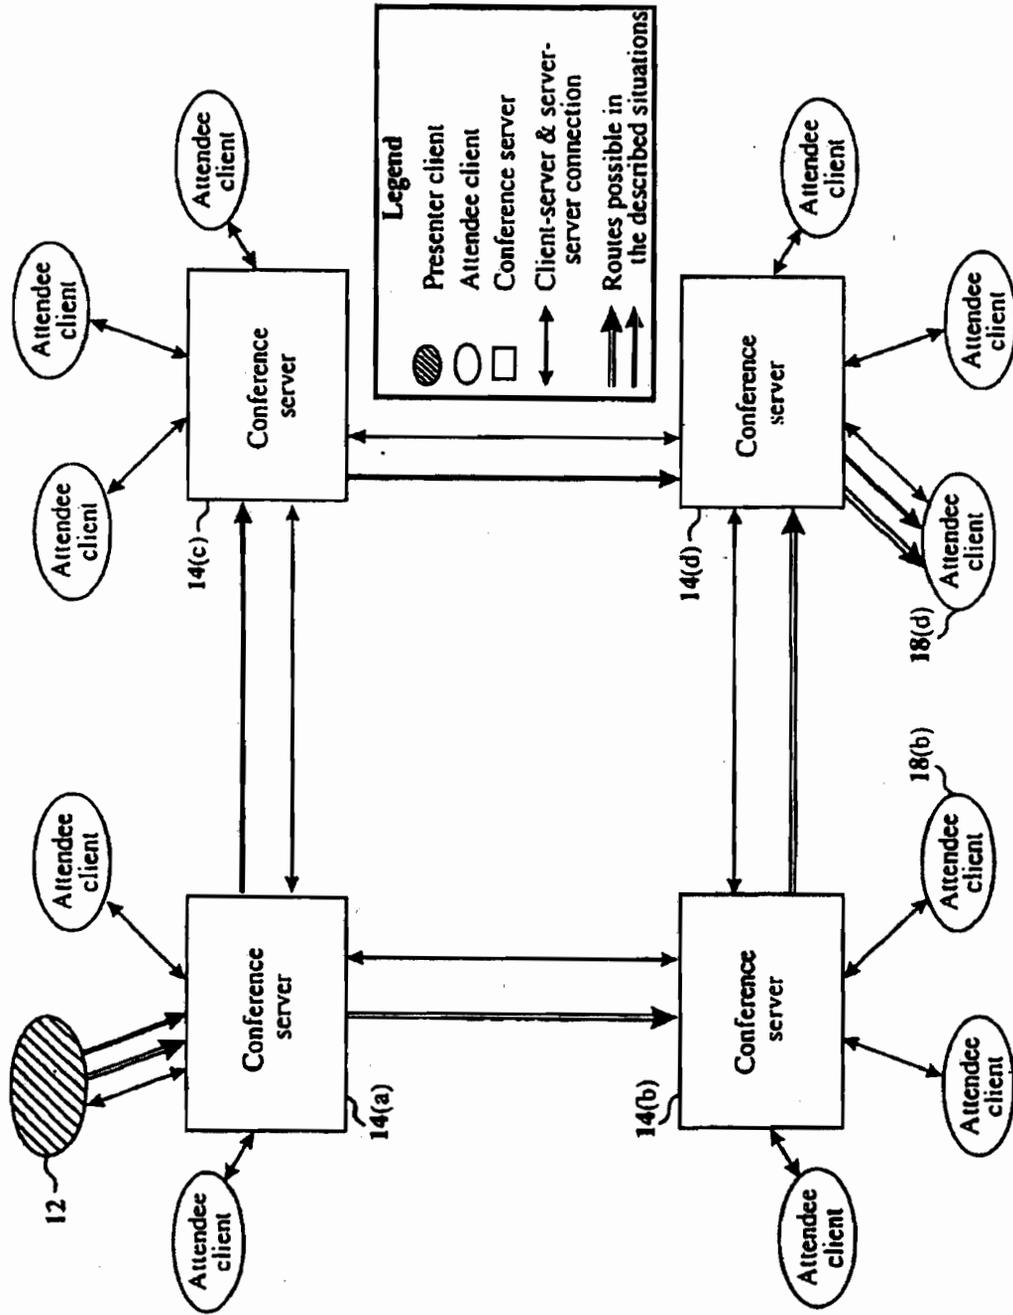 12
Attendee
client
Attendee
client
Attendee
client
Attendee
client
Attendee
client
Conference
server
14(a)
14(c)
Conference
server
Attendee
client
Legend
Presenter client
Attendee client
Conference server
Client-server & server-
server connection
Routes possible in
the described situations
14(b)
14(d)
Attendee
client
Conference
server
Conference
server
Attendee
client
Attendee
client
Attendee
client
18(b)
18(d)
Attendee
client
Attendee
client